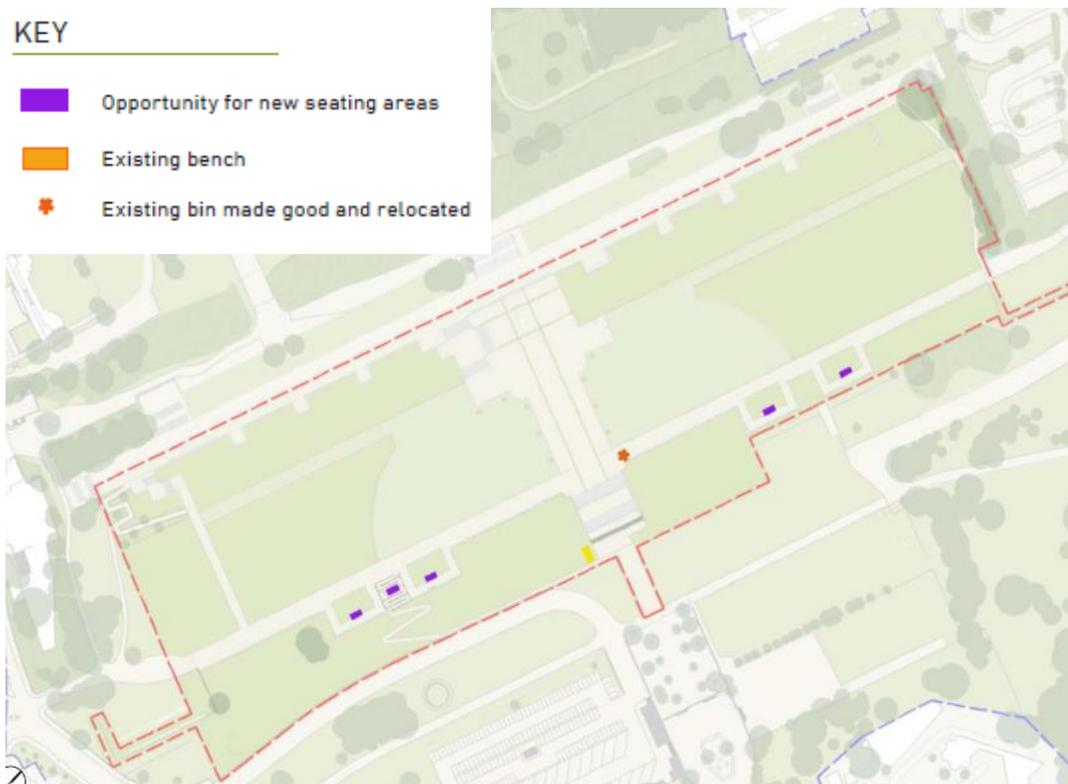 KEY
Opportunity for new seating areas
Existing bench
Existing bin made good and relocated